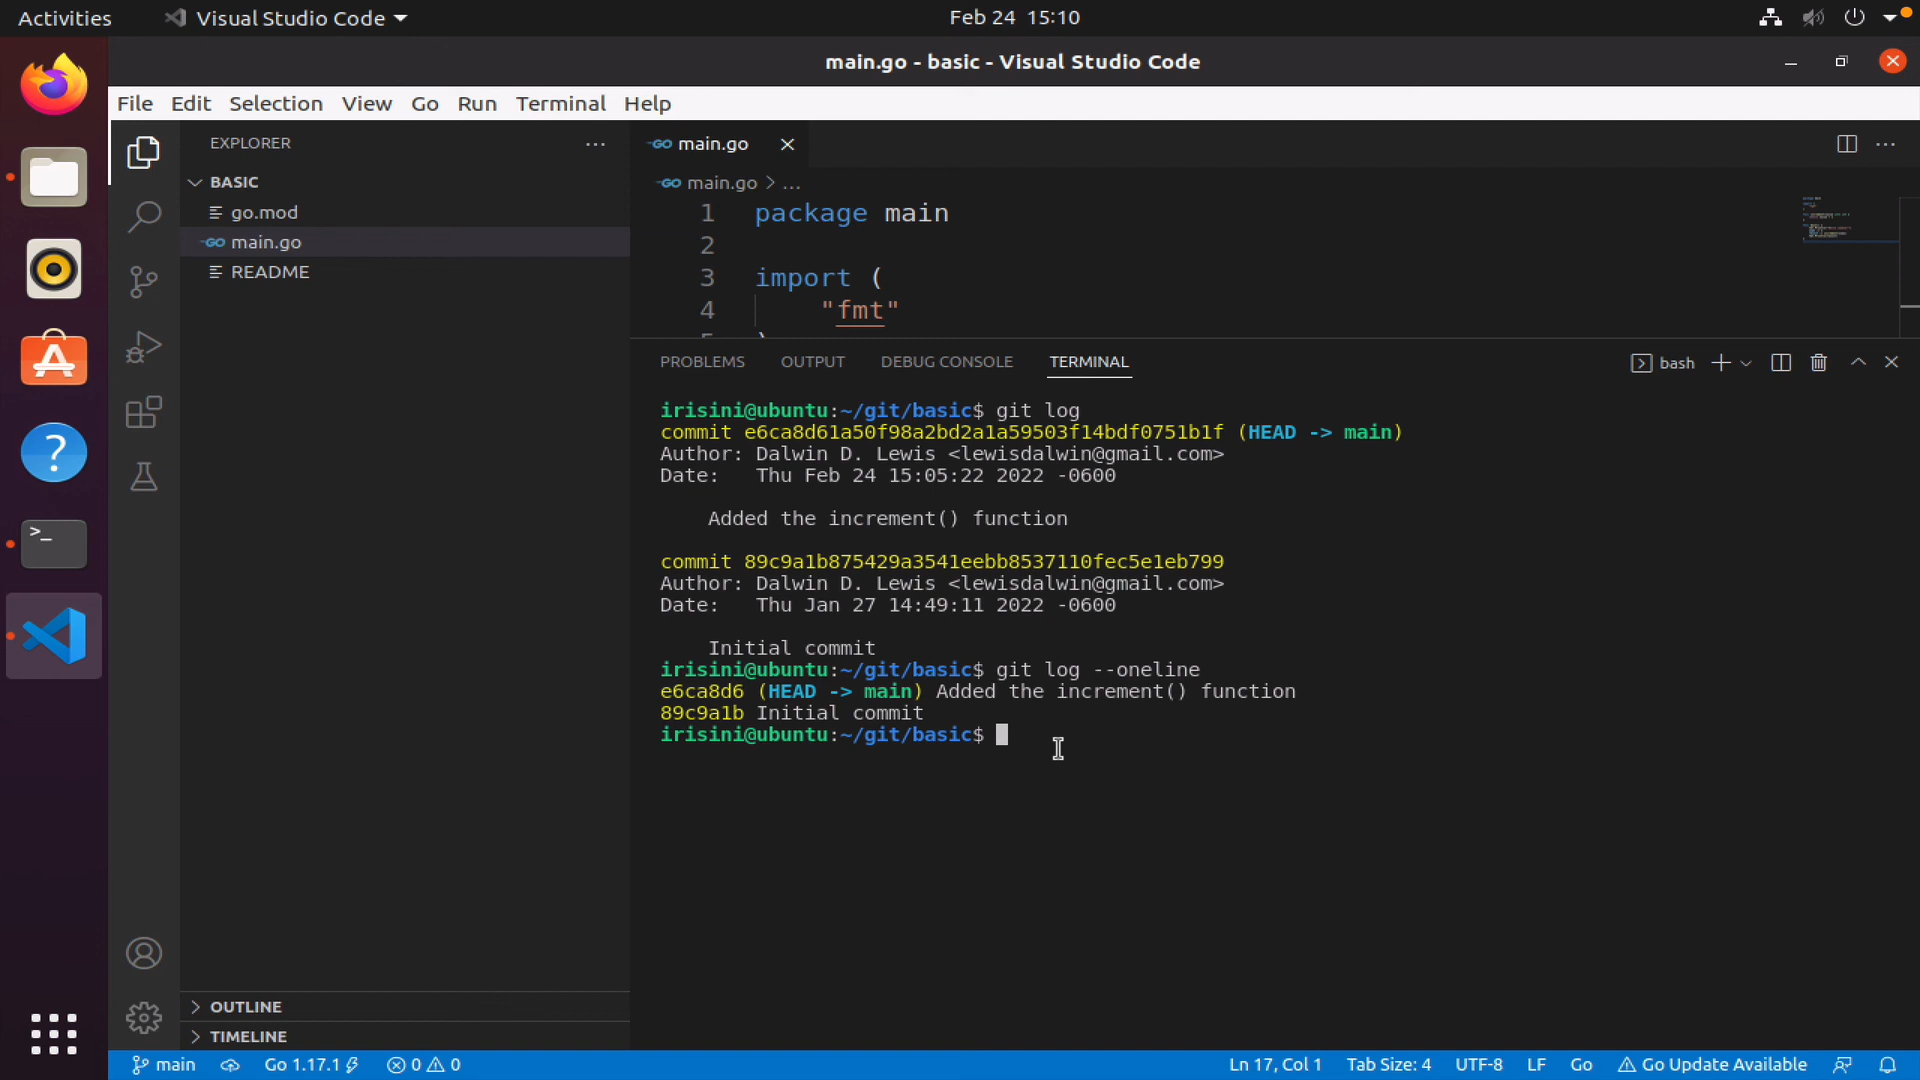 Activities
Visual Studio Code
Feb 24 15:10
main.go - basic - Visual Studio Code
File Edit Selection View Go Run Terminal Help
EXPLORER
BASIC
go.mod
GO main.go
README
GO main.go
GO main.go > ...
1 package main
2
3 import (
4 "fmt"
PROBLEMS OUTPUT DEBUG CONSOLE TERMINAL
bash
irisini@ubuntu:~/git/basic$ git log
commit e6ca8d61a50f98a2bd2a1a59503f14bdf0751b1f (HEAD -> main)
Author: Dalwin D. Lewis <lewisdalwin@gmail.com>
Date:   Thu Feb 24 15:05:22 2022 -0600
Added the increment() function
commit 89c9a1b875429a3541eebb8537110fec5e1eb799
Author: Dalwin D. Lewis <lewisdalwin@gmail.com>
Date:   Thu Jan 27 14:49:11 2022 -0600
Initial commit
irisini@ubuntu:~/git/basic$ git log --oneline
e6ca8d6 (HEAD -> main) Added the increment() function
89c9a1b Initial commit
irisini@ubuntu:~/git/basic$
OUTLINE
TIMELINE
main Go 1.17.1 0 0 Ln 17, Col 1 Tab Size: 4 UTF-8 LF Go Go Update Available